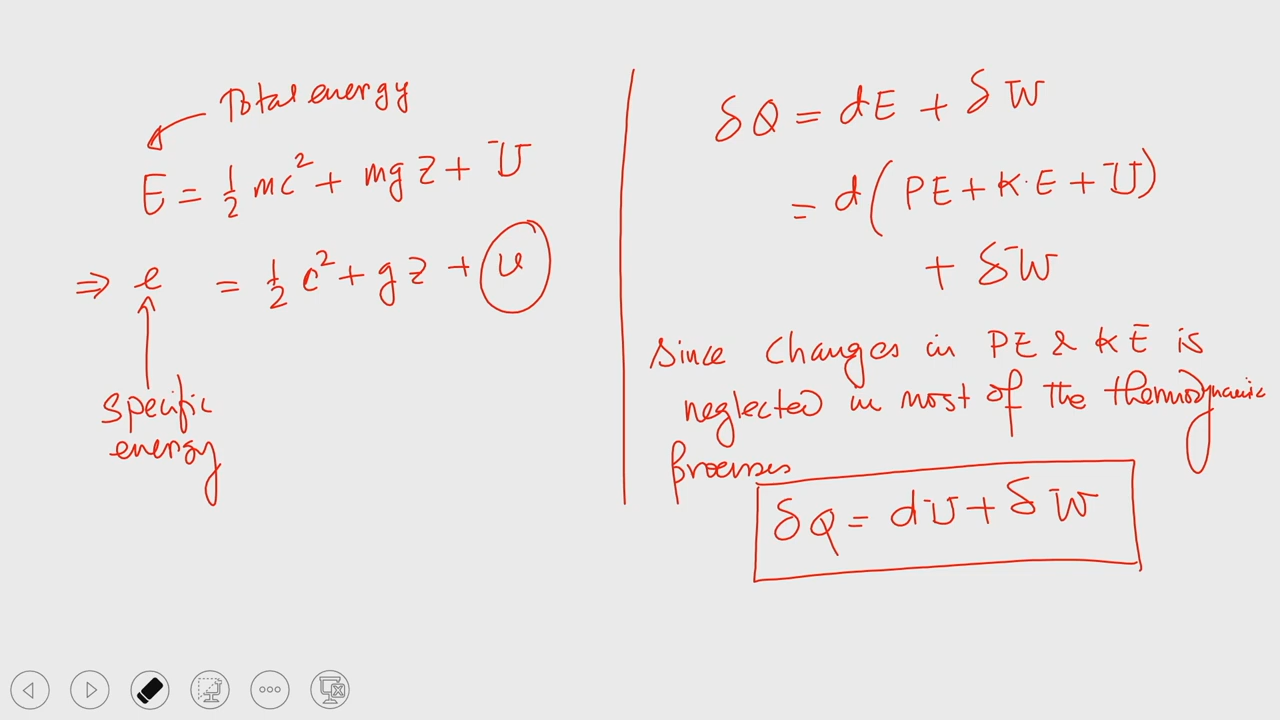 Total energy
E = 1/2 mc² + mgz + U
⇒ e = 1/2 c² + gz + u
Specific
energy
δQ = dE + δW
= d(PE + K.E + U)
+ δW
Since changes in PE & KE is
neglected in most of the thermodynamic
processes
δQ = dU + δW